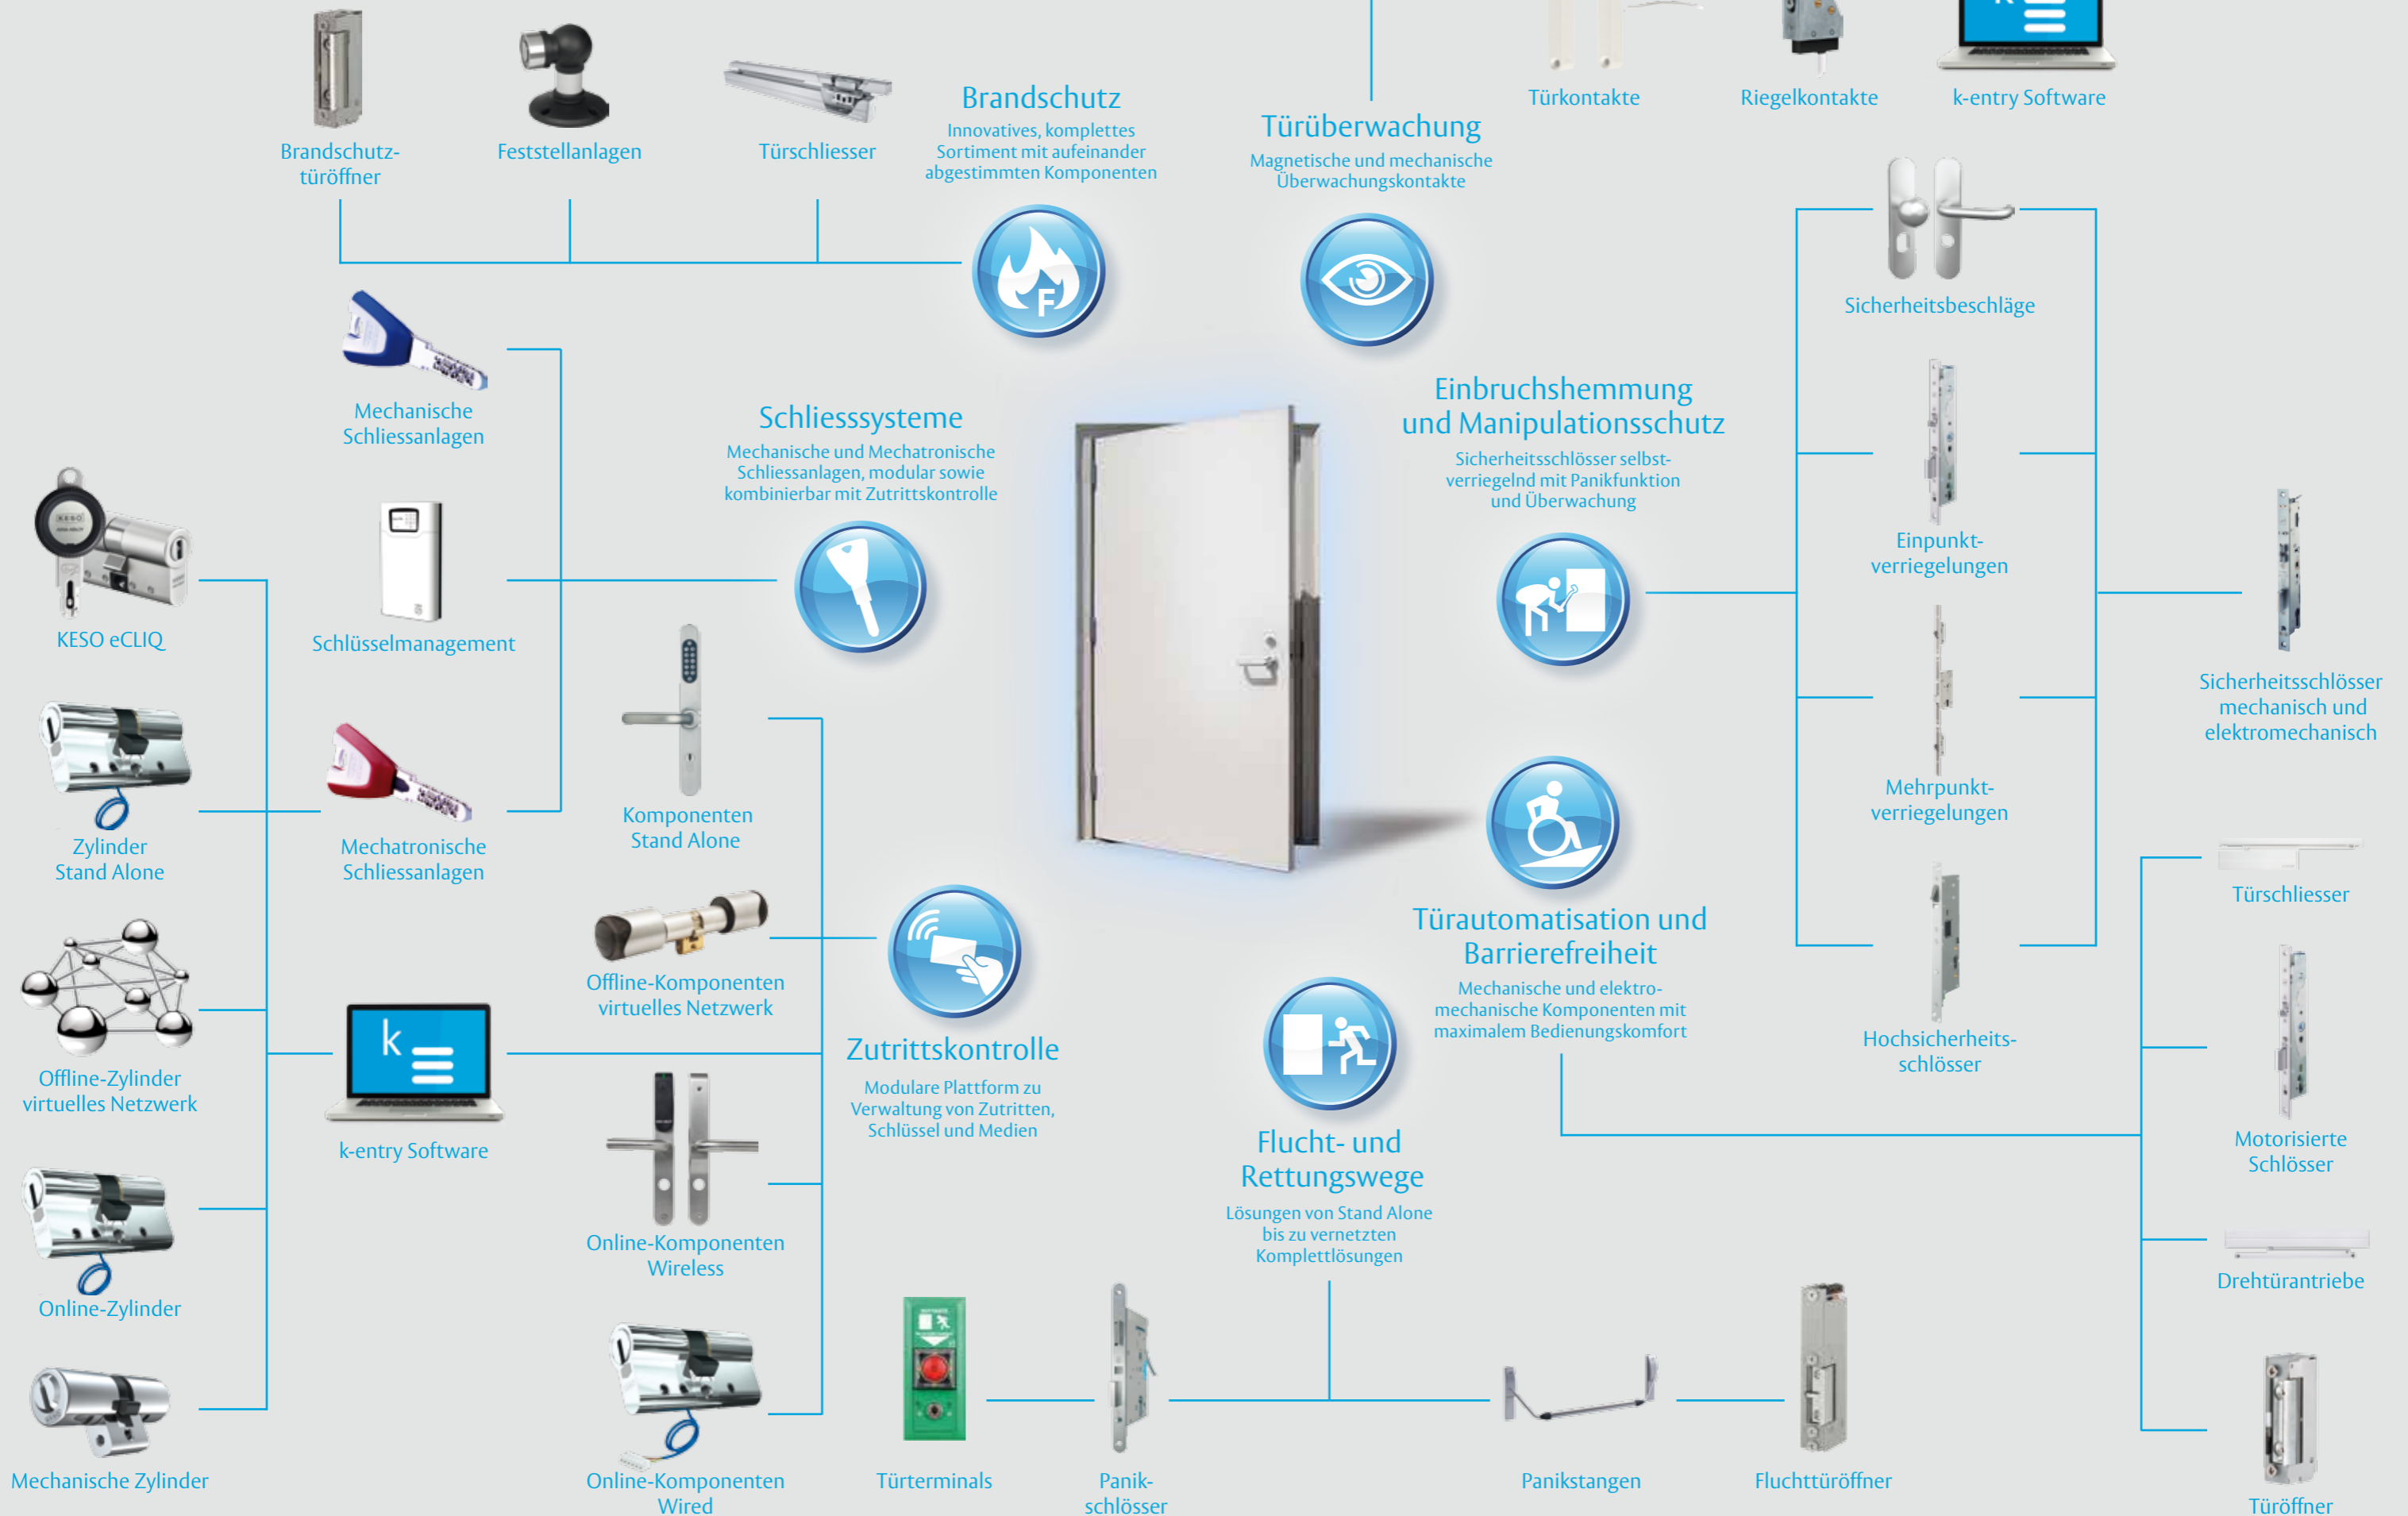 Türkontakte
Riegelkontakte
k-entry Software
Brandschutz-
türöffner
Feststellanlagen
Türschliesser
Brandschutz
Innovatives, komplettes
Sortiment mit aufeinander
abgestimmten Komponenten
F
Türüberwachung
Magnetische und mechanische
Überwachungskontakte
Sicherheitsbeschläge
Mechanische
Schliessanlagen
Schliesssysteme
Mechanische und Mechatronische
Schliessanlagen, modular sowie
kombinierbar mit Zutrittskontrolle
Einbruchshemmung
und Manipulationsschutz
Sicherheitsschlösser selbst-
verriegelnd mit Panikfunktion
und Überwachung
Einpunkt-
verriegelungen
KESO
KESO eCLIQ
Schlüsselmanagement
Sicherheitsschlösser
mechanisch und
elektromechanisch
Mehrpunkt-
verriegelungen
Zylinder
Stand Alone
Mechatronische
Schliessanlagen
Komponenten
Stand Alone
Türschliesser
Türautomatisation und
Barrierefreiheit
Mechanische und elektro-
mechanische Komponenten mit
maximalem Bedienungskomfort
Offline-Komponenten
virtuelles Netzwerk
Hochsicherheits-
schlösser
Zutrittskontrolle
Modulare Plattform zu
Verwaltung von Zutritten,
Schlüssel und Medien
k
Offline-Zylinder
virtuelles Netzwerk
k-entry Software
Flucht- und
Rettungswege
Lösungen von Stand Alone
bis zu vernetzten
Komplettlösungen
Motorisierte
Schlösser
Online-Komponenten
Wireless
Drehtürantriebe
Online-Zylinder
Mechanische Zylinder
Online-Komponenten
Wired
Türterminals
Panik-
schlösser
Panikstangen
Fluchttüröffner
Türöffner